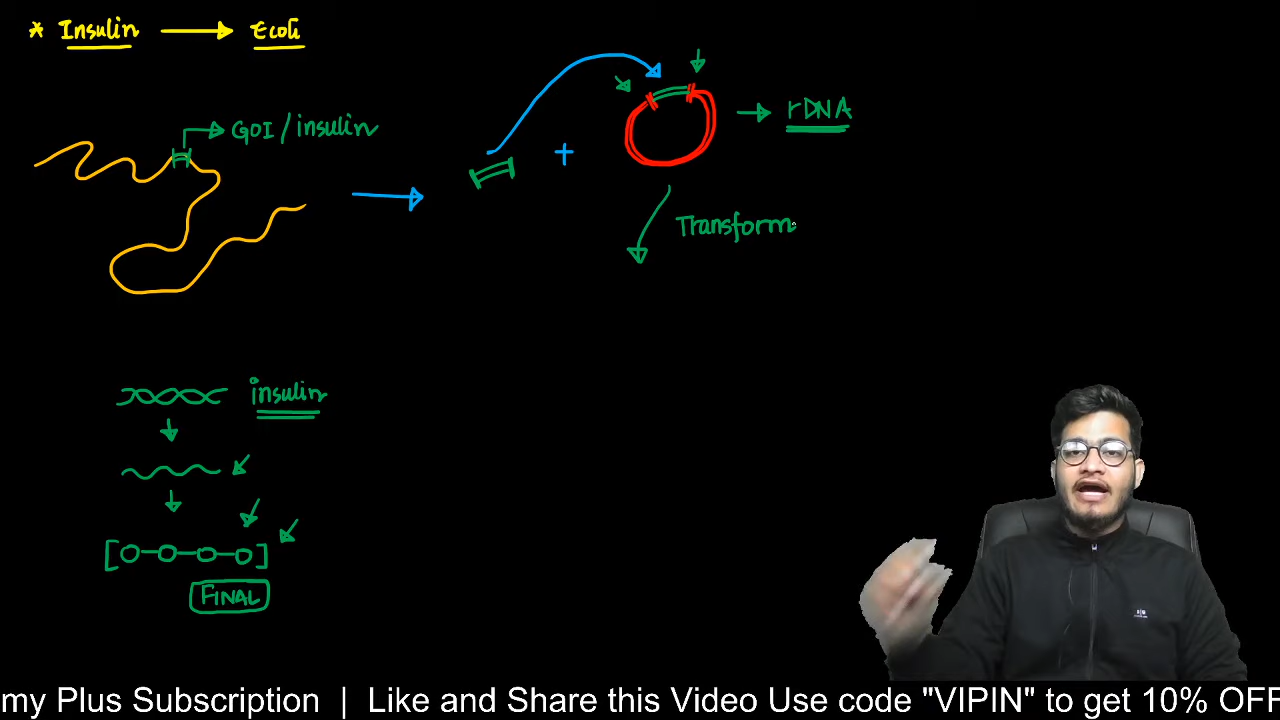 * Insulin → Ecoli
GOI/insulin
+
→ rDNA
Transform
insulin
[O-O-O-O]
FINAL
my Plus Subscription | Like and Share this Video Use code "VIPIN" to get 10% OFF